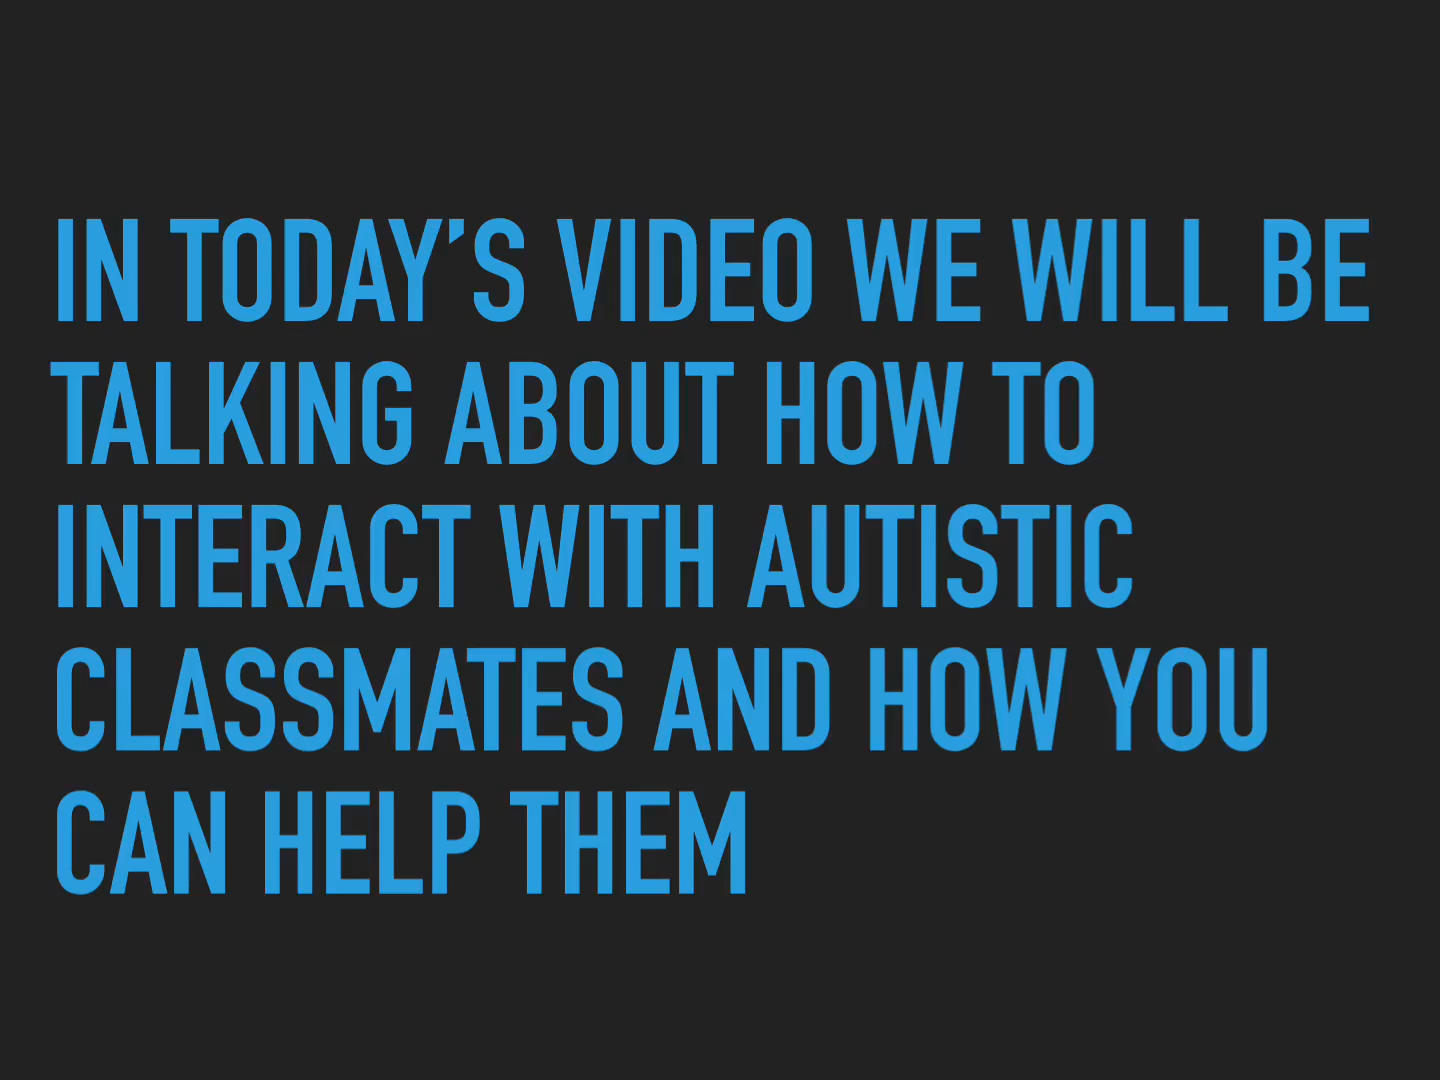 IN TODAY’S VIDEO WE WILL BE
TALKING ABOUT HOW TO
INTERACT WITH AUTISTIC
CLASSMATES AND HOW YOU
CAN HELP THEM